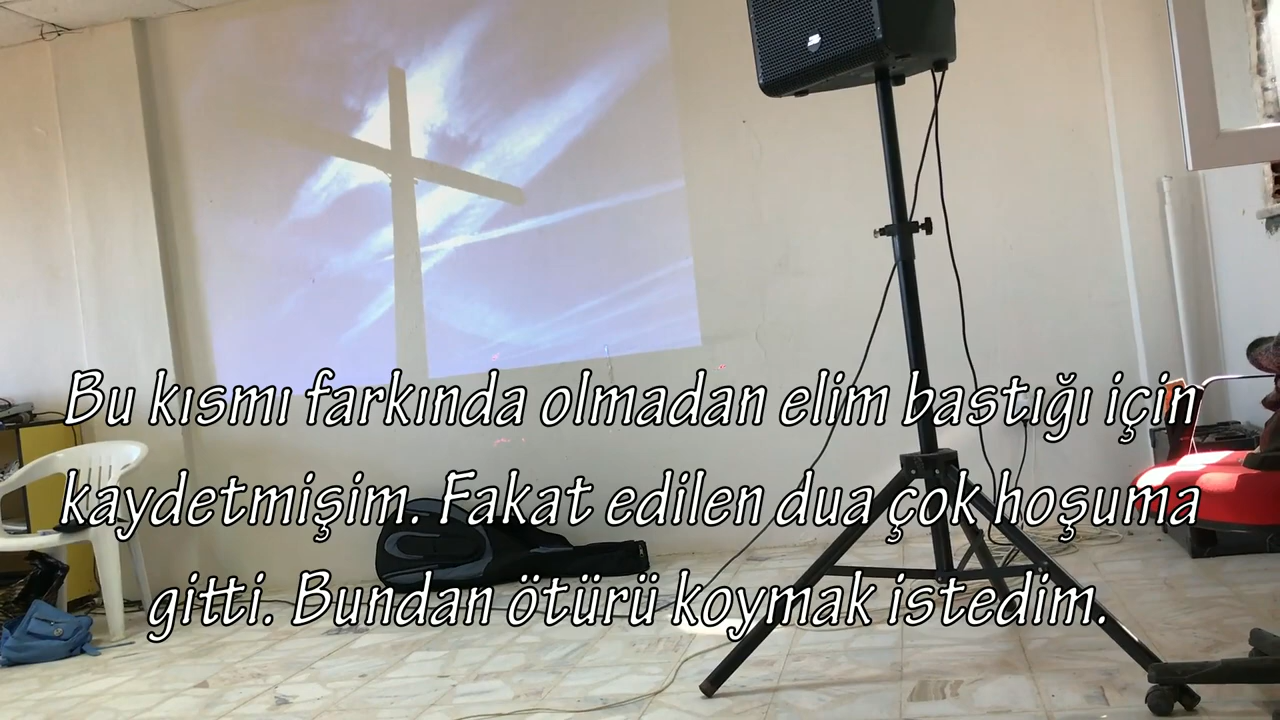 Bu kısmı farkında olmadan elim bastığı için
kaydetmişim. Fakat edilen dua çok hoşuma
gitti. Bundan ötürü koymak istedim.